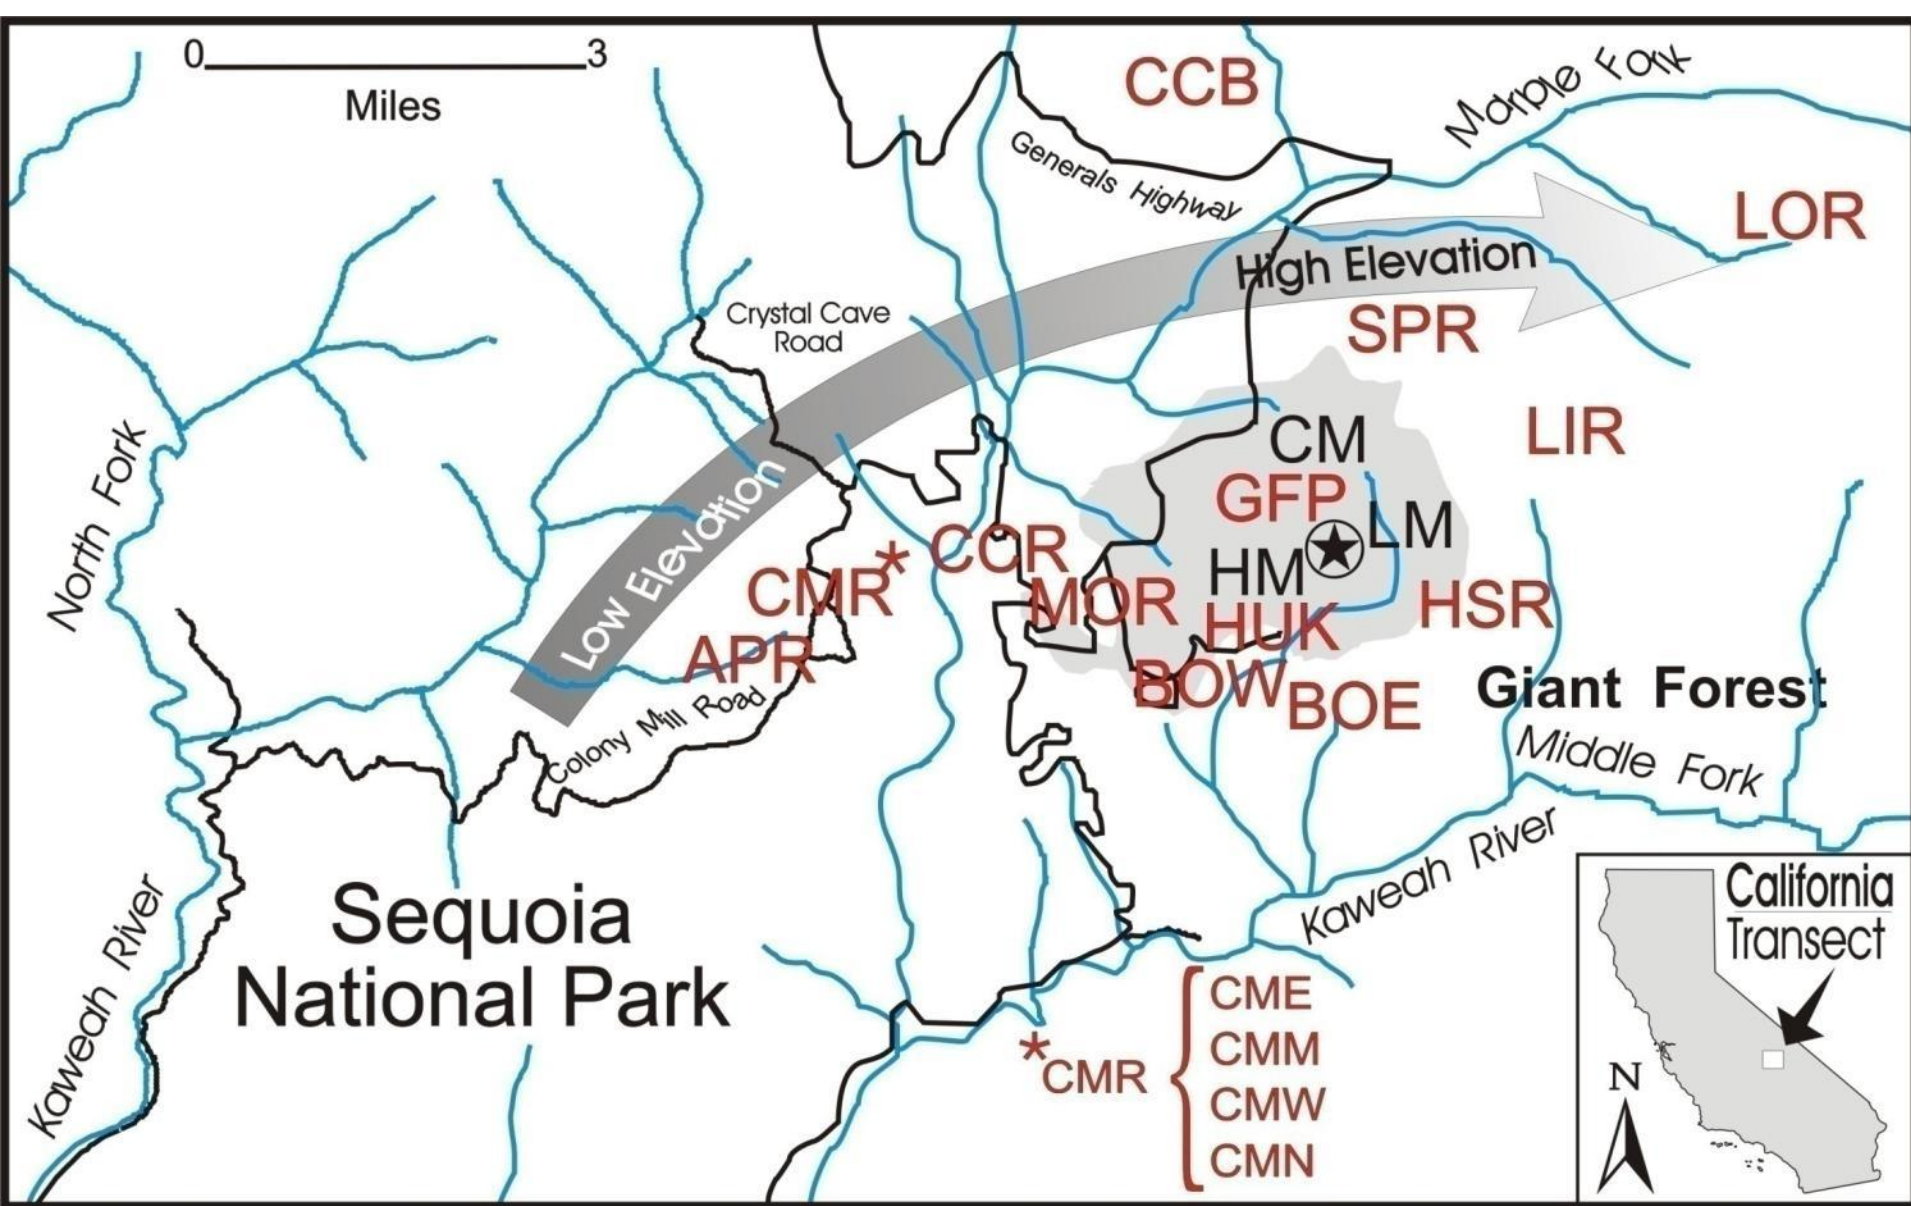 0 3
Miles
CCB
Marple Fork
Generals Highway
LOR
High Elevation
Crystal Cave
Road
SPR
CM
LIR
North Fork
Low Elevation
GFP
LM
CCR
HM
CMR*
MOR
HUK
HSR
APR
BOW
BOE
Giant Forest
Colony Mill Road
Middle Fork
Kaweah River
Kaweah River
Sequoia
National Park
California
Transect
*CMR
CME
CMM
CMW
CMN
N